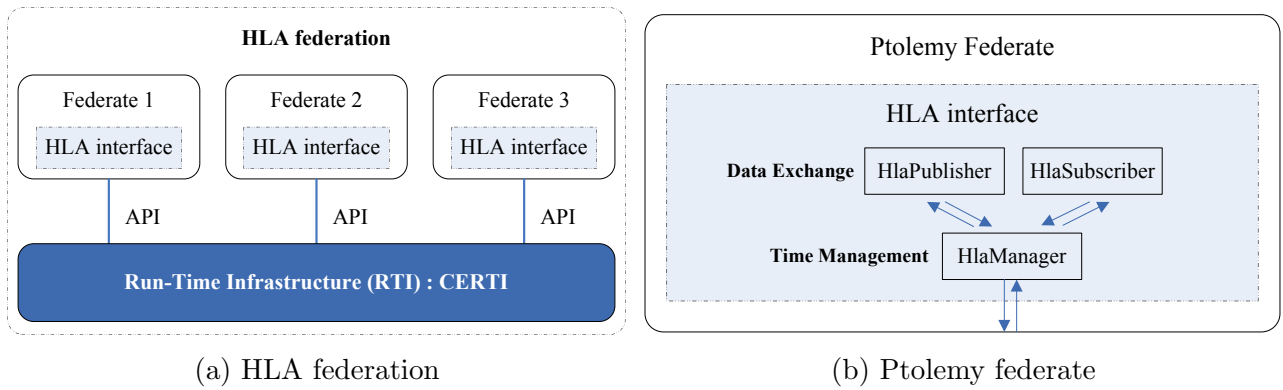 HLA federation
Federate 1
Federate 2
Federate 3
HLA interface
HLA interface
HLA interface
API
API
API
Run-Time Infrastructure (RTI) : CERTI
(a) HLA federation
Ptolemy Federate
HLA interface
Data Exchange
HlaPublisher
HlaSubscriber
Time Management
HlaManager
(b) Ptolemy federate